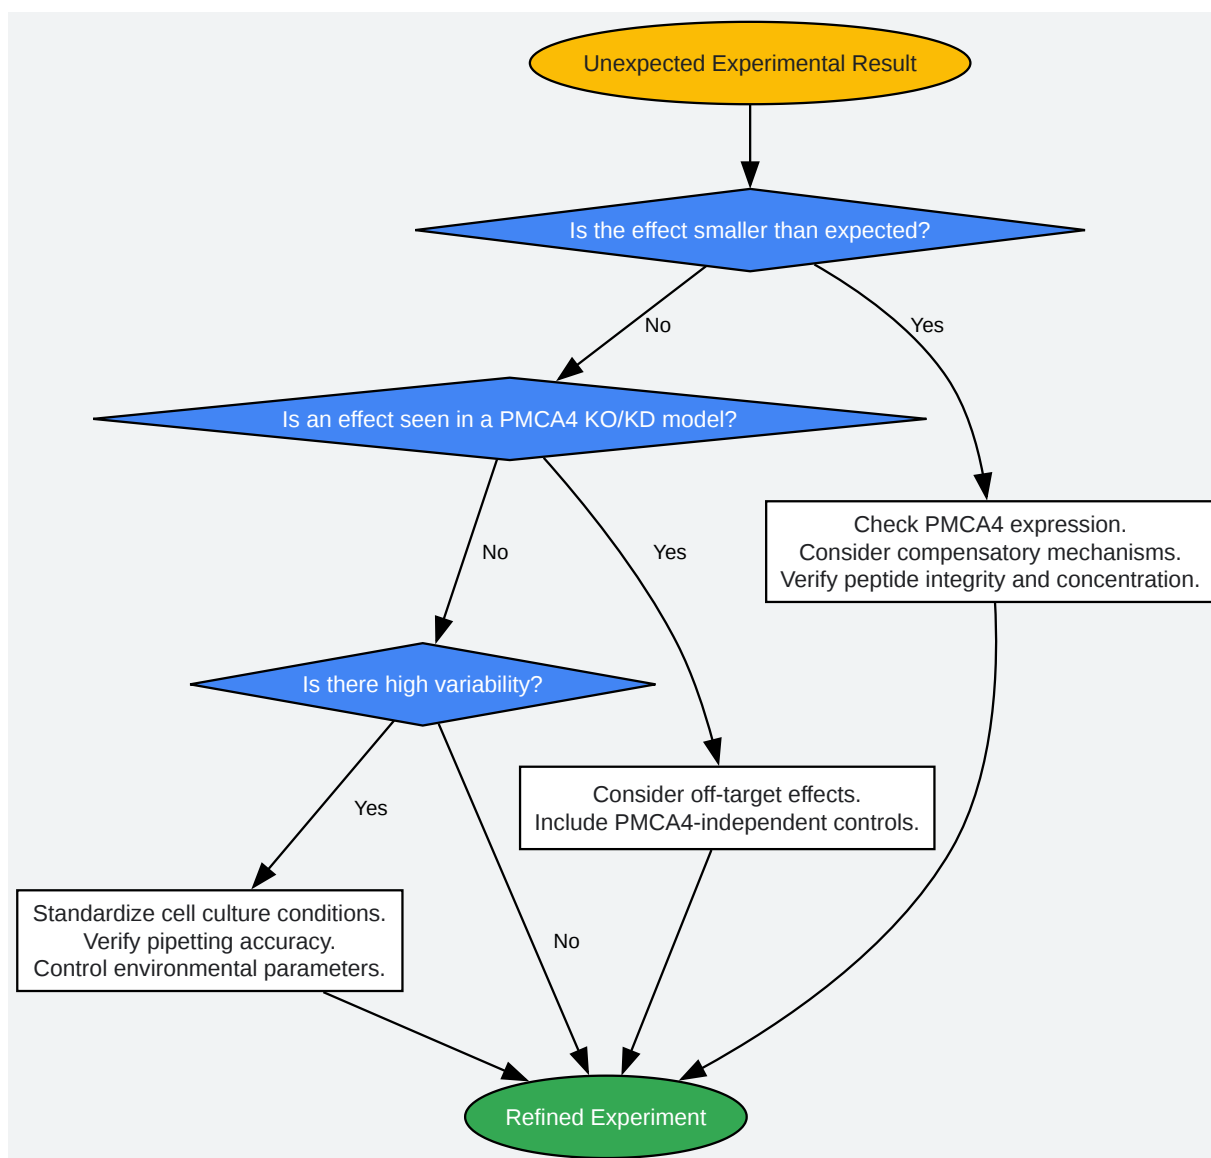 Unexpected Experimental Result
Is the effect smaller than expected?
No
Yes
Is an effect seen in a PMCA4 KO/KD model?
Check PMCA4 expression.
Consider compensatory mechanisms.
Verify peptide integrity and concentration.
No
Yes
Is there high variability?
Consider off-target effects.
Include PMCA4-independent controls.
Yes
Standardize cell culture conditions.
Verify pipetting accuracy.
Control environmental parameters.
No
Refined Experiment